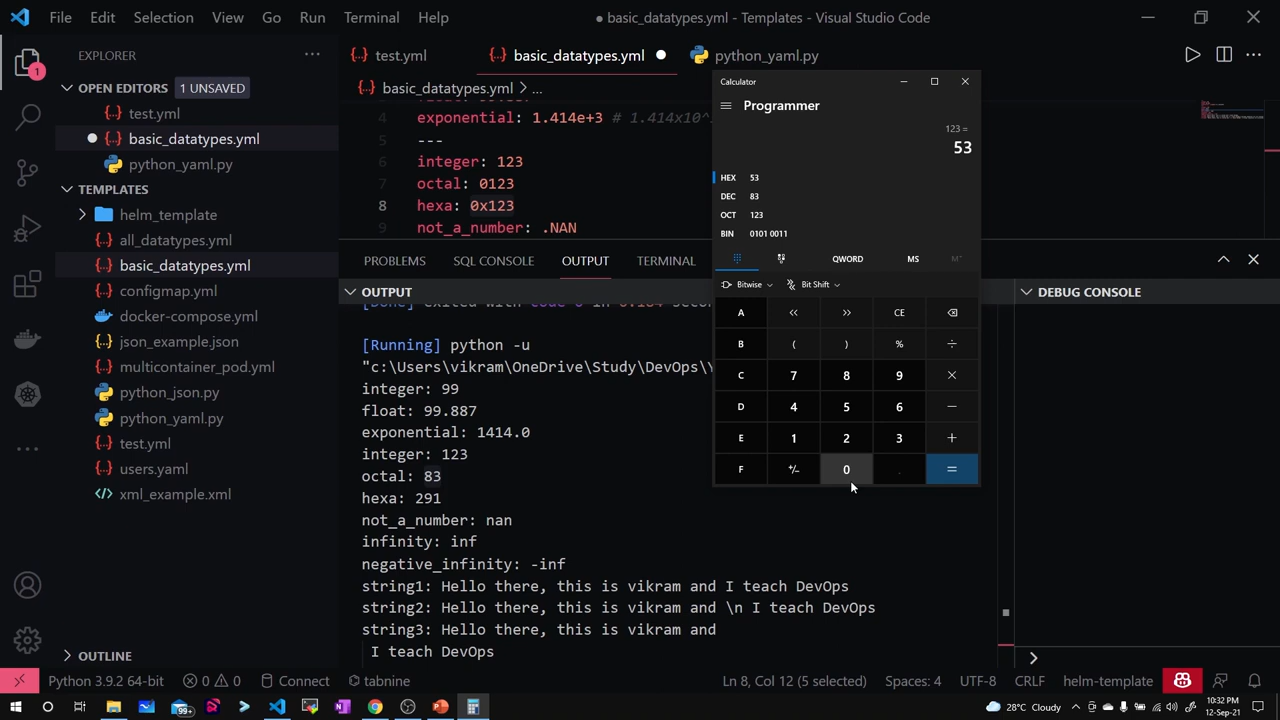 File Edit Selection View Go Run Terminal Help ● basic_datatypes.yml - Templates - Visual Studio Code
EXPLORER
test.yml basic_datatypes.yml python_yaml.py
OPEN EDITORS 1 UNSAVED
test.yml
basic_datatypes.yml
python_yaml.py
TEMPLATES
helm_template
all_datatypes.yml
basic_datatypes.yml
configmap.yml
docker-compose.yml
json_example.json
multicontainer_pod.yml
python_json.py
python_yaml.py
test.yml
users.yaml
xml_example.xml
OUTLINE
basic_datatypes.yml > ...
4 exponential: 1.414e+3 # 1.414x10^
5 ---
6 integer: 123
7 octal: 0123
8 hexa: 0x123
9 not_a_number: .NAN
PROBLEMS SQL CONSOLE OUTPUT TERMINAL
OUTPUT
[Running] python -u
"c:\Users\vikram\OneDrive\Study\DevOps\Y
integer: 99
float: 99.887
exponential: 1414.0
integer: 123
octal: 83
hexa: 291
not_a_number: nan
infinity: inf
negative_infinity: -inf
string1: Hello there, this is vikram and I teach DevOps
string2: Hello there, this is vikram and \n I teach DevOps
string3: Hello there, this is vikram and
I teach DevOps
DEBUG CONSOLE
Calculator
Programmer
123 =
53
HEX 53
DEC 83
OCT 123
BIN 0101 0011
QWORD MS
Bitwise Bit Shift
A << >> CE
B ( ) % ÷
C 7 8 9 ×
D 4 5 6 −
E 1 2 3 +
F +/- 0 . =
Python 3.9.2 64-bit 0 0 Connect tabnine Ln 8, Col 12 (5 selected) Spaces: 4 UTF-8 CRLF helm-template
99+ 28°C Cloudy ENG 10:32 PM
12-Sep-21
1